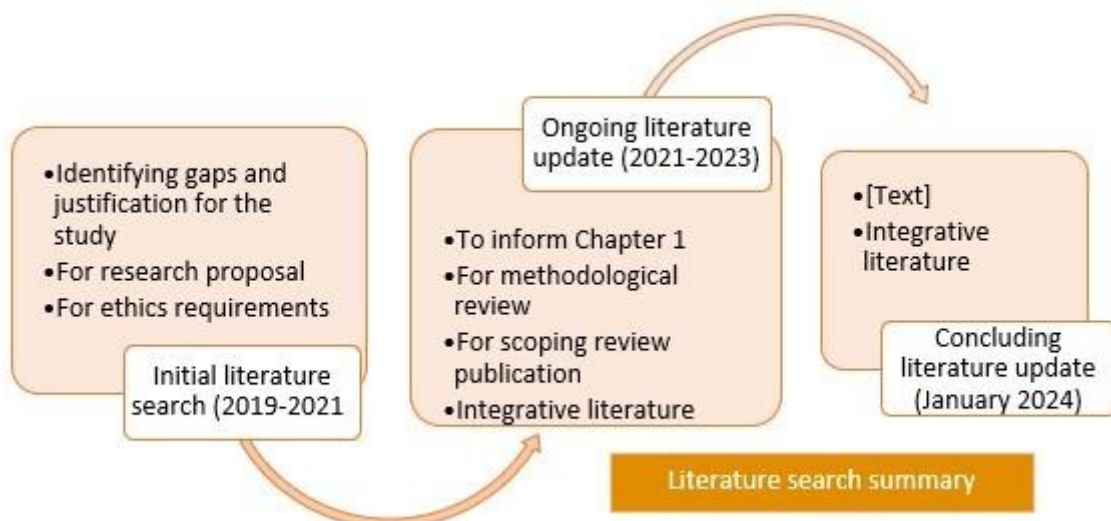 •Identifying gaps and
justification for the
study
•For research proposal
•For ethics requirements
Initial literature
search (2019-2021
Ongoing literature
update (2021-2023)
•To inform Chapter 1
•For methodological
review
•For scoping review
publication
•Integrative literature
•[Text]
•Integrative
literature
Concluding
literature update
(January 2024)
Literature search summary